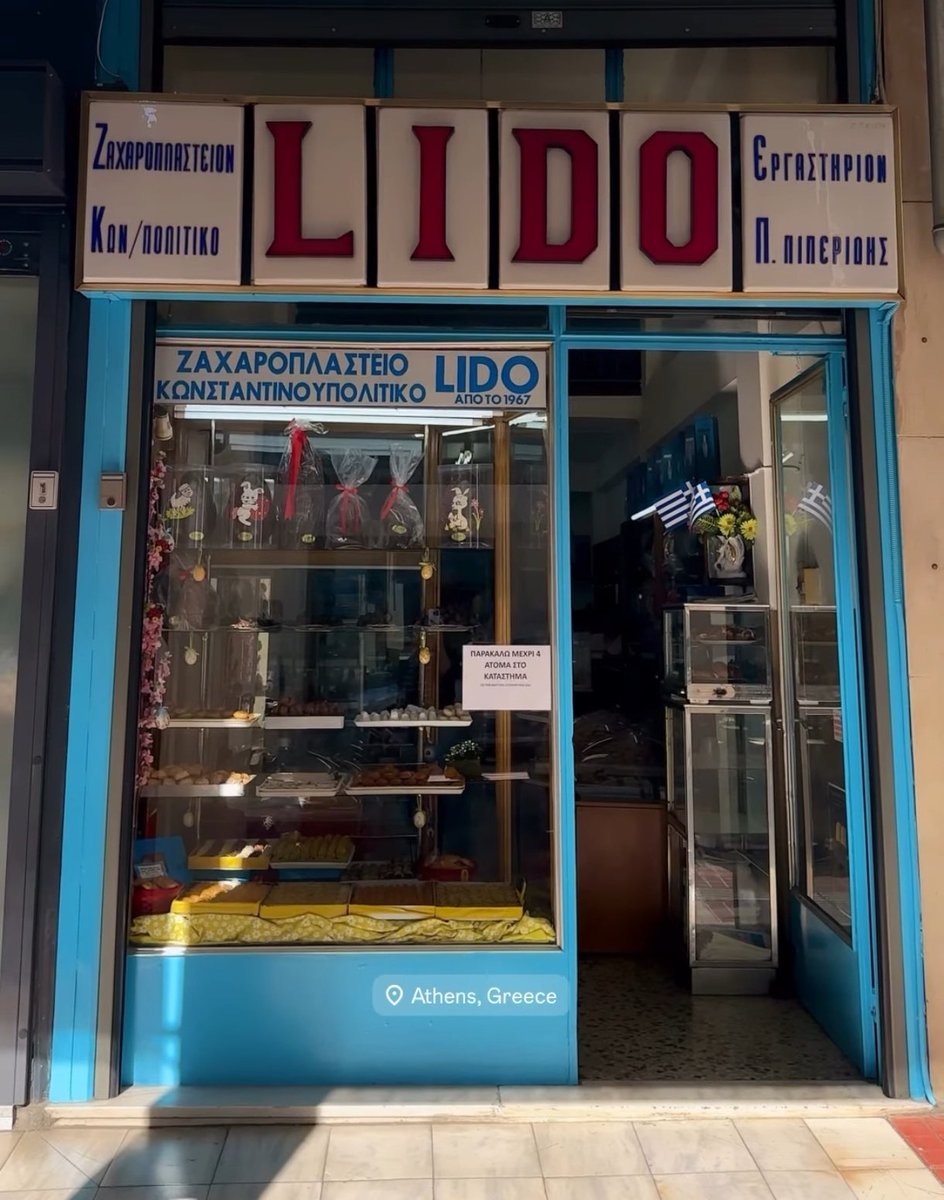 Ζαχαροπλαστειον
Κων/πολιτικο
LIDO
Εργαστηριον
Π. πιπεριδης
ΖΑΧΑΡΟΠΛΑΣΤΕΙΟ
ΚΩΝΣΤΑΝΤΙΝΟΥΠΟΛΙΤΙΚΟ
LIDO
ΑΠΟ ΤΟ 1967
ΠΑΡΑΚΑΛΩ ΜΕΧΡΙ 4
ΑΤΟΜΑ ΣΤΟ
ΚΑΤΑΣΤΗΜΑ
Athens, Greece